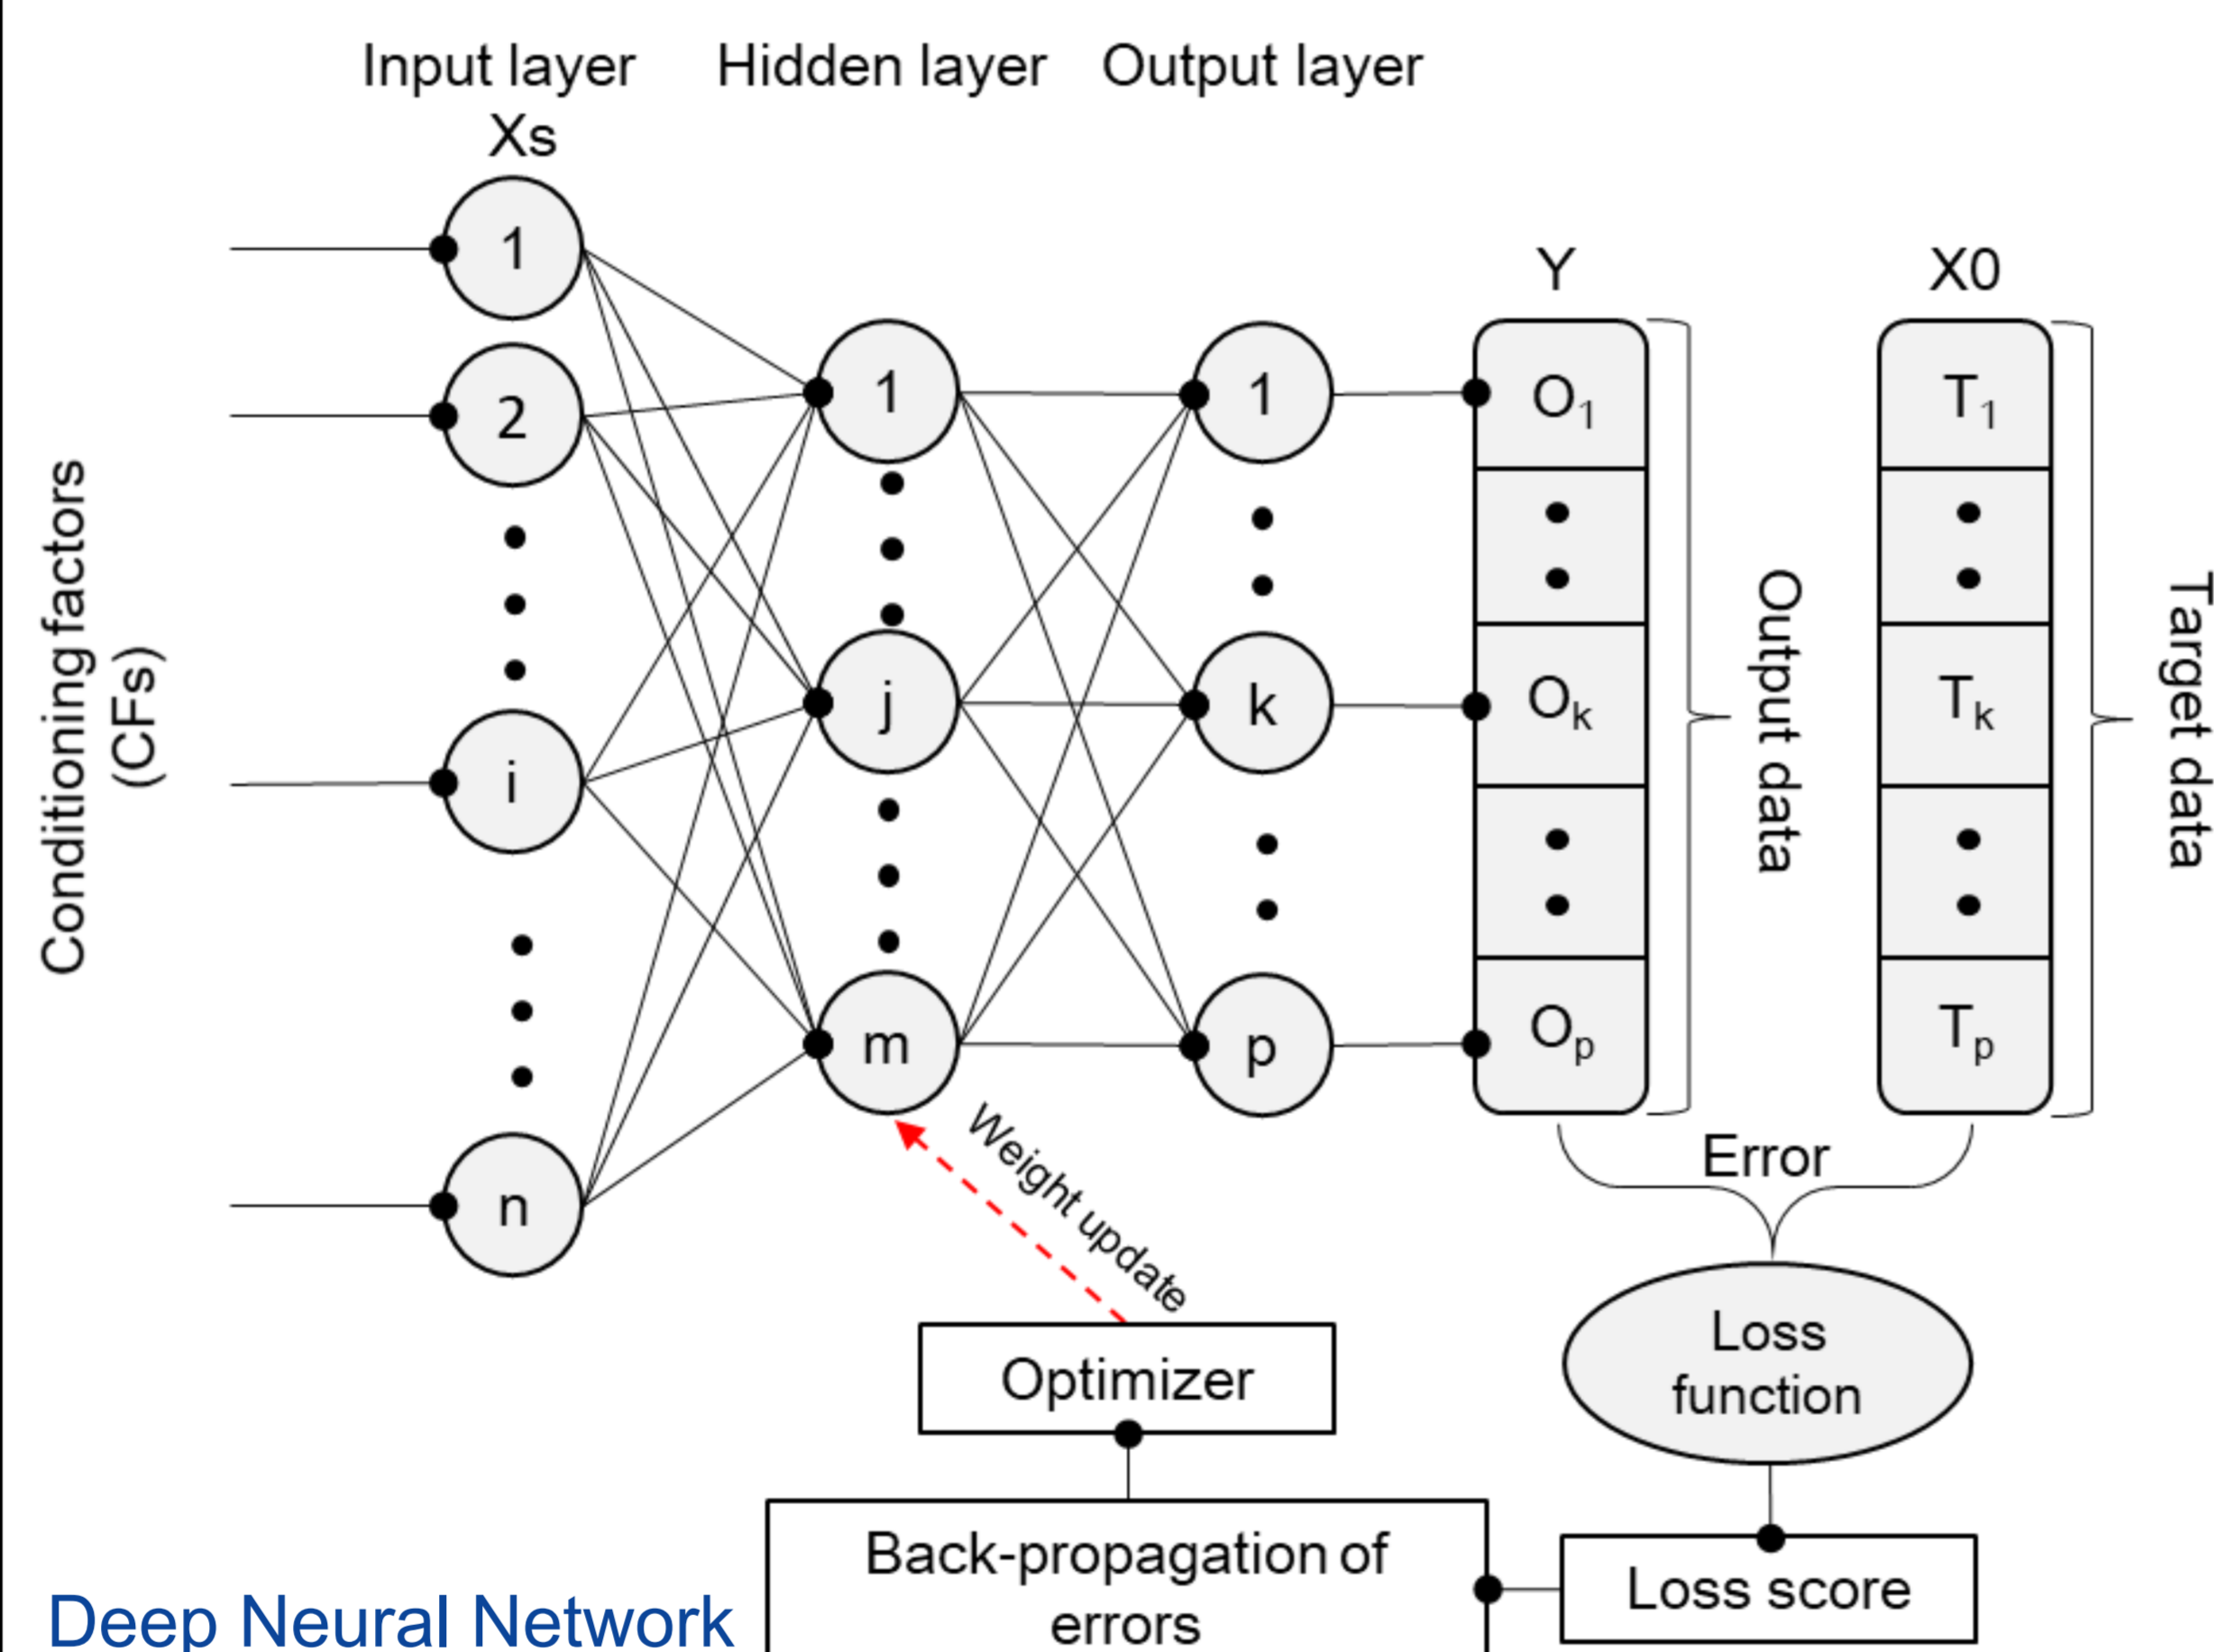 Input layer
Hidden layer
Output layer
Xs
Y
X0
Conditioning factors
(CFs)
1
2
i
n
1
j
m
1
k
p
O1
Ok
Op
Output data
T1
Tk
Tp
Target data
Error
Weight update
Loss
function
Optimizer
Back-propagation of
errors
Loss score
Deep Neural Network